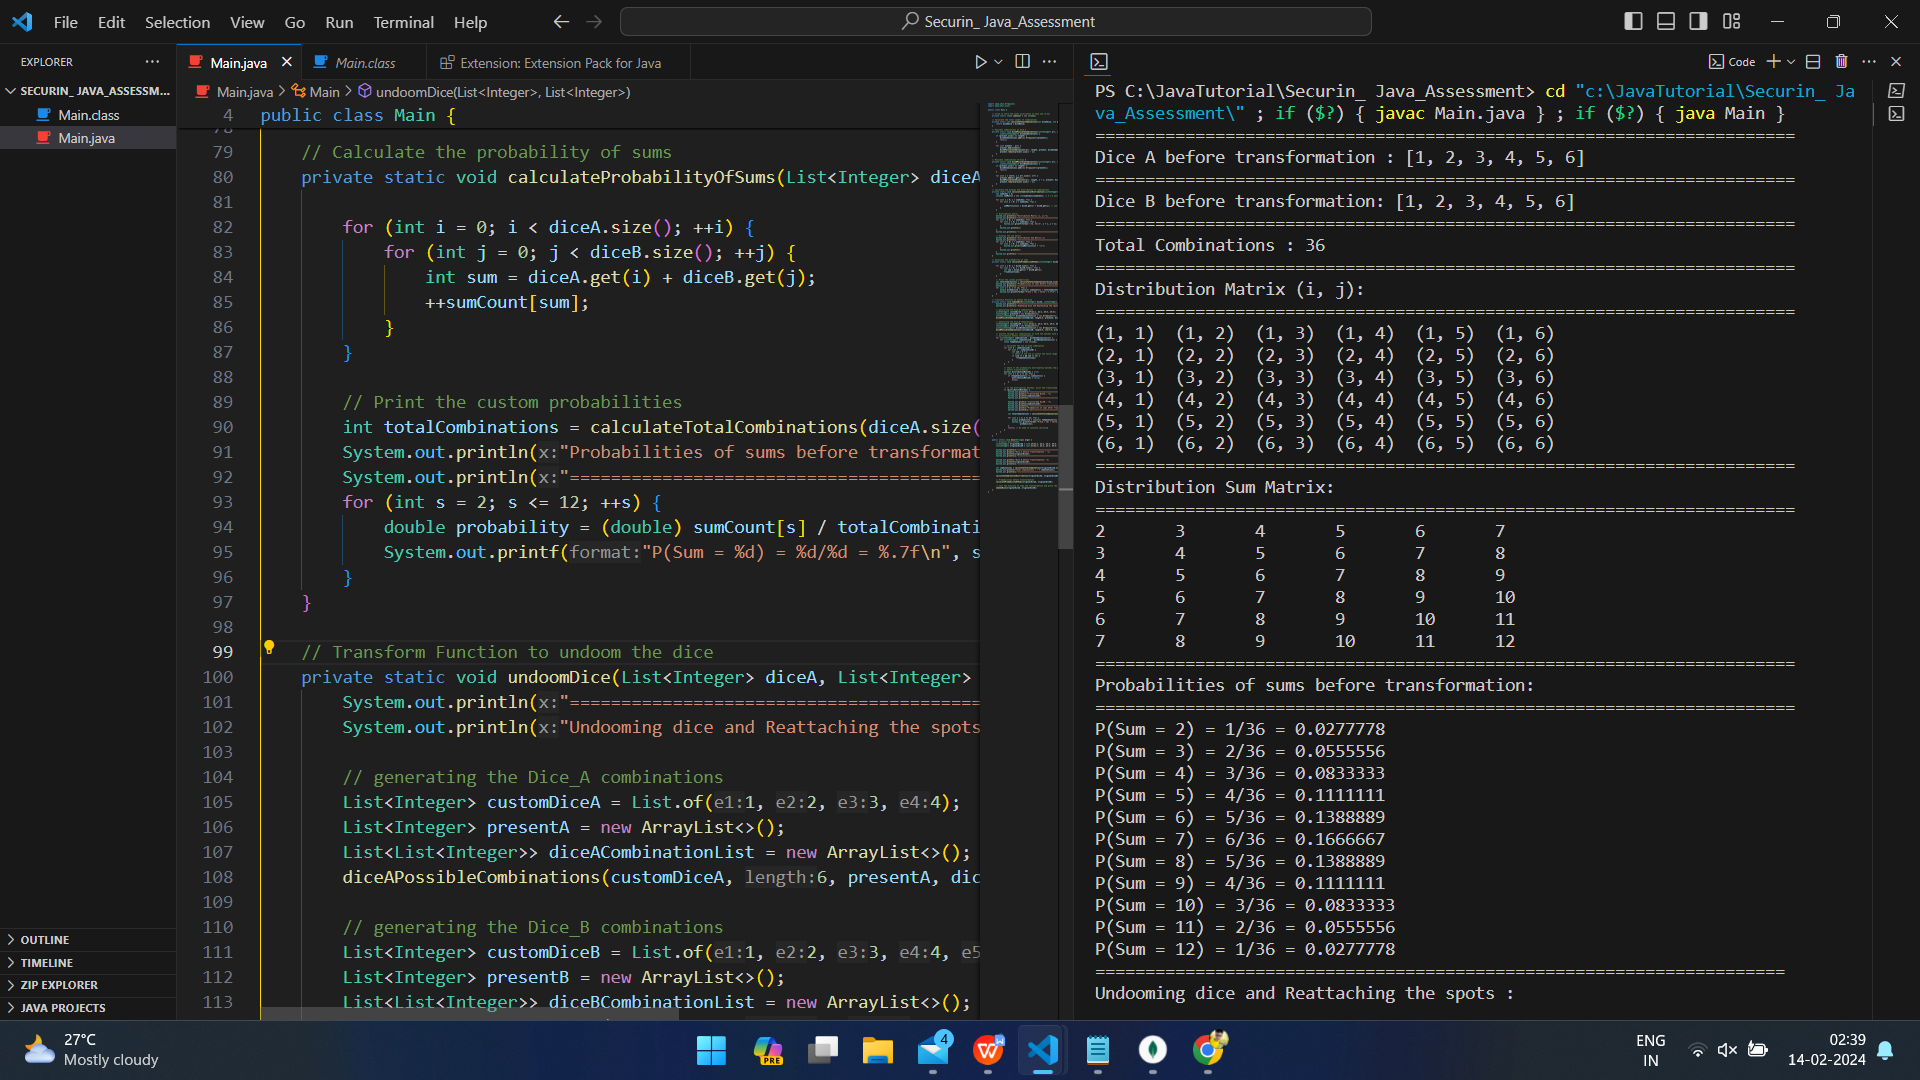 File Edit Selection View Go Run Terminal Help
Securin_ Java_Assessment
EXPLORER
SECURIN_ JAVA_ASSESSM...
Main.class
Main.java
OUTLINE
TIMELINE
ZIP EXPLORER
JAVA PROJECTS
Main.java Main.class Extension: Extension Pack for Java
Main.java > Main > undoomDice(List<Integer>, List<Integer>)
4 public class Main {
79 // Calculate the probability of sums
80 private static void calculateProbabilityOfSums(List<Integer> diceA
81
82 for (int i = 0; i < diceA.size(); ++i) {
83 for (int j = 0; j < diceB.size(); ++j) {
84 int sum = diceA.get(i) + diceB.get(j);
85 ++sumCount[sum];
86 }
87 }
88
89 // Print the custom probabilities
90 int totalCombinations = calculateTotalCombinations(diceA.size(
91 System.out.println(x:"Probabilities of sums before transformat
92 System.out.println(x:"========================================
93 for (int s = 2; s <= 12; ++s) {
94 double probability = (double) sumCount[s] / totalCombinati
95 System.out.printf(format:"P(Sum = %d) = %d/%d = %.7f\n", s
96 }
97 }
98
99 // Transform Function to undoom the dice
100 private static void undoomDice(List<Integer> diceA, List<Integer>
101 System.out.println(x:"========================================
102 System.out.println(x:"Undooming dice and Reattaching the spots
103
104 // generating the Dice_A combinations
105 List<Integer> customDiceA = List.of(e1:1, e2:2, e3:3, e4:4);
106 List<Integer> presentA = new ArrayList<>();
107 List<List<Integer>> diceACombinationList = new ArrayList<>();
108 diceAPossibleCombinations(customDiceA, length:6, presentA, dic
109
110 // generating the Dice_B combinations
111 List<Integer> customDiceB = List.of(e1:1, e2:2, e3:3, e4:4, e5
112 List<Integer> presentB = new ArrayList<>();
113 List<List<Integer>> diceBCombinationList = new ArrayList<>();
Code
PS C:\JavaTutorial\Securin_ Java_Assessment> cd "c:\JavaTutorial\Securin_ Ja
va_Assessment\" ; if ($?) { javac Main.java } ; if ($?) { java Main }
======================================================================
Dice A before transformation : [1, 2, 3, 4, 5, 6]
======================================================================
Dice B before transformation: [1, 2, 3, 4, 5, 6]
======================================================================
Total Combinations : 36
======================================================================
Distribution Matrix (i, j):
======================================================================
(1, 1) (1, 2) (1, 3) (1, 4) (1, 5) (1, 6)
(2, 1) (2, 2) (2, 3) (2, 4) (2, 5) (2, 6)
(3, 1) (3, 2) (3, 3) (3, 4) (3, 5) (3, 6)
(4, 1) (4, 2) (4, 3) (4, 4) (4, 5) (4, 6)
(5, 1) (5, 2) (5, 3) (5, 4) (5, 5) (5, 6)
(6, 1) (6, 2) (6, 3) (6, 4) (6, 5) (6, 6)
======================================================================
Distribution Sum Matrix:
======================================================================
2 3 4 5 6 7
3 4 5 6 7 8
4 5 6 7 8 9
5 6 7 8 9 10
6 7 8 9 10 11
7 8 9 10 11 12
======================================================================
Probabilities of sums before transformation:
======================================================================
P(Sum = 2) = 1/36 = 0.0277778
P(Sum = 3) = 2/36 = 0.0555556
P(Sum = 4) = 3/36 = 0.0833333
P(Sum = 5) = 4/36 = 0.1111111
P(Sum = 6) = 5/36 = 0.1388889
P(Sum = 7) = 6/36 = 0.1666667
P(Sum = 8) = 5/36 = 0.1388889
P(Sum = 9) = 4/36 = 0.1111111
P(Sum = 10) = 3/36 = 0.0833333
P(Sum = 11) = 2/36 = 0.0555556
P(Sum = 12) = 1/36 = 0.0277778
=====================================================================
Undooming dice and Reattaching the spots :
27°C
Mostly cloudy
PRE
4
ENG
IN
02:39
14-02-2024